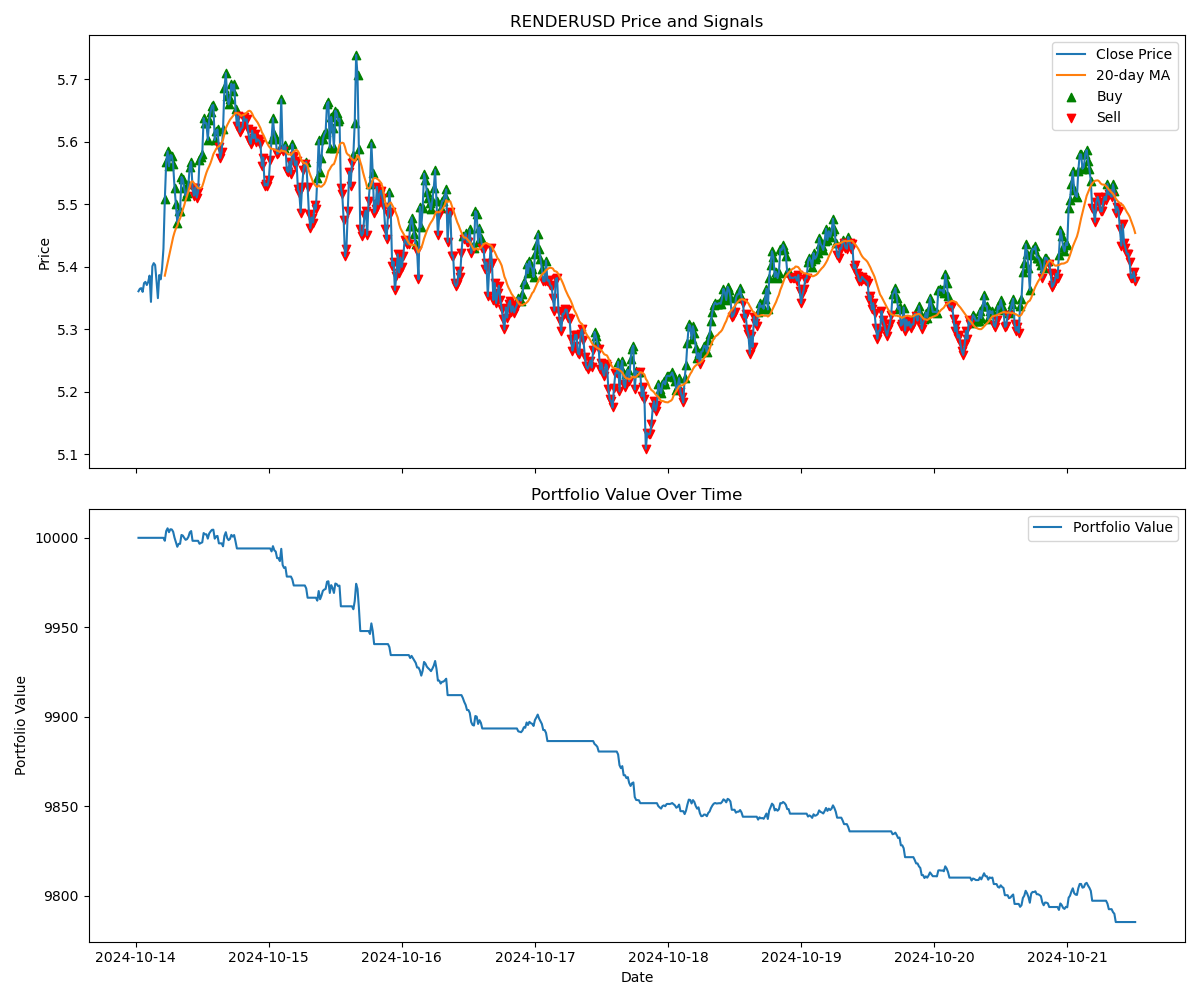 RENDERUSD Price and Signals
Price
5.7
5.6
5.5
5.4
5.3
5.2
5.1
Close Price
20-day MA
Buy
Sell
Portfolio Value Over Time
Portfolio Value
10000
9950
9900
9850
9800
Portfolio Value
2024-10-14 2024-10-15 2024-10-16 2024-10-17 2024-10-18 2024-10-19 2024-10-20 2024-10-21
Date